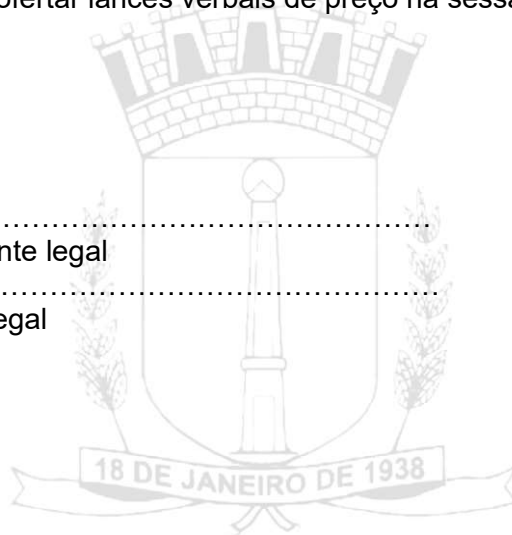 ofertar lances verbais de preço na sessã
……………………………………………….
nte legal
……………………………………………….
egal
18 DE JANEIRO DE 1938